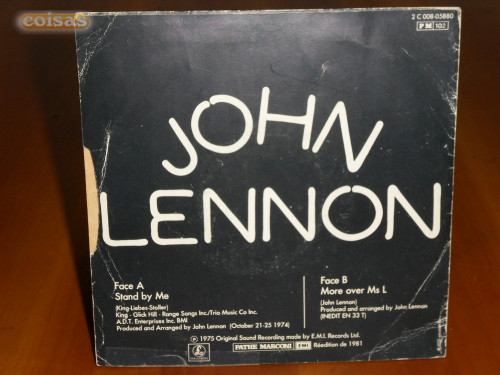 coisas
2 C 008-05880
PM 102
JOHN
LENNON
Face A
Stand by Me
(King-Liebes-Stoller)
King - Glick Hill - Range Songs Inc./Trio Music Co Inc.
A.D.T. Enterprises Inc. BMI
Produced and Arranged by John Lennon (October 21-25 1974)
Face B
More over Ms L
(John Lennon)
Produced and arranged by John Lennon
(INEDIT EN 33 T)
℗ 1975 Original Sound Recording made by E.M.I. Records Ltd.
PATHE MARCONI EMI Réedition de 1981